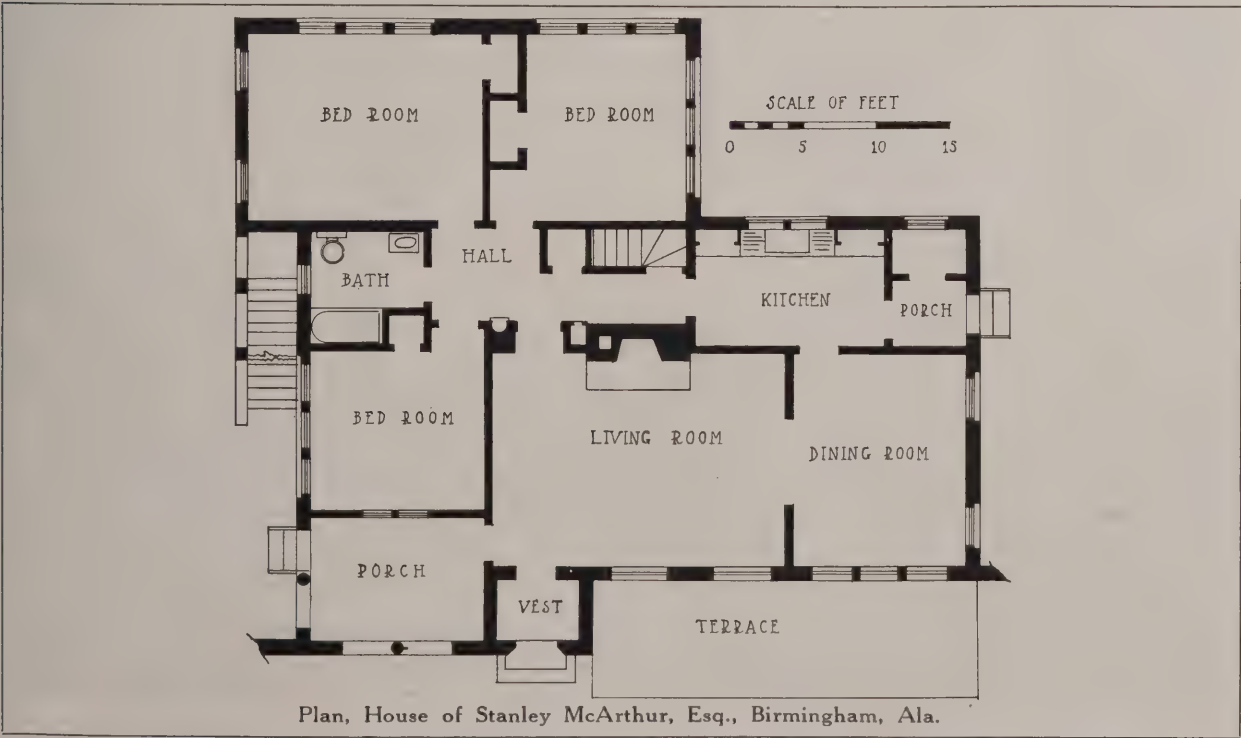 BED ROOM
BED ROOM
SCALE OF FEET
0 5 10 15
HALL
BATH
KITCHEN
PORCH
BED ROOM
LIVING ROOM
DINING ROOM
PORCH
VEST
TERRACE
Plan, House of Stanley McArthur, Esq., Birmingham, Ala.